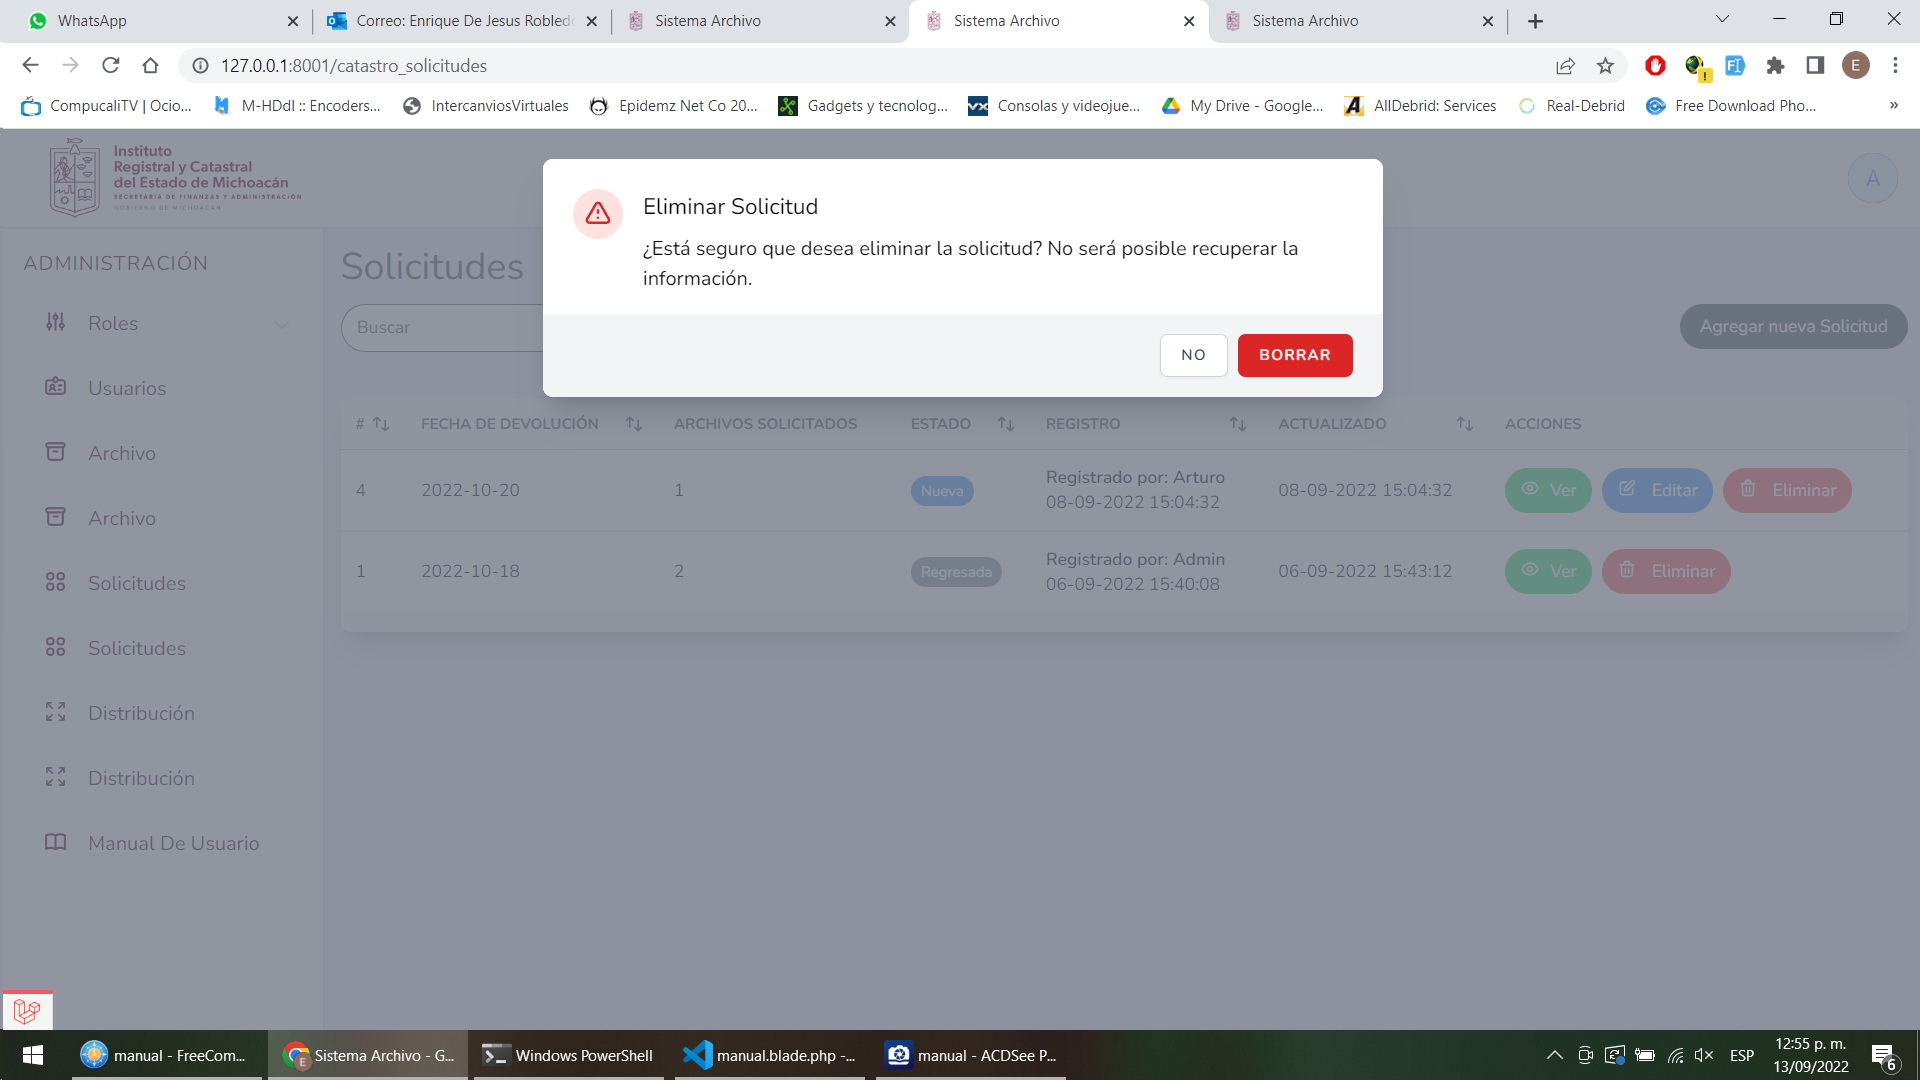 WhatsApp
Correo: Enrique De Jesus Robled
Sistema Archivo
Sistema Archivo
Sistema Archivo
127.0.0.1:8001/catastro_solicitudes
E
CompucaliTV | Ocio...
M-HDdl :: Encoders...
IntercanviosVirtuales
Epidemz Net Co 20...
Gadgets y tecnolog...
Consolas y videojue...
My Drive - Google...
AllDebrid: Services
Real-Debrid
Free Download Pho...
»
Instituto
Registral y Catastral
del Estado de Michoacán
SECRETARÍA DE FINANZAS Y ADMINISTRACIÓN
GOBIERNO DE MICHOACÁN
A
Eliminar Solicitud
¿Está seguro que desea eliminar la solicitud? No será posible recuperar la
información.
NO
BORRAR
ADMINISTRACIÓN
Roles
Usuarios
Archivo
Archivo
Solicitudes
Solicitudes
Distribución
Distribución
Manual De Usuario
Solicitudes
Buscar
Agregar nueva Solicitud
# FECHA DE DEVOLUCIÓN ARCHIVOS SOLICITADOS ESTADO REGISTRO ACTUALIZADO ACCIONES
4 2022-10-20 1 Nueva Registrado por: Arturo 08-09-2022 15:04:32 Ver Editar Eliminar
08-09-2022 15:04:32
1 2022-10-18 2 Regresada Registrado por: Admin 06-09-2022 15:43:12 Ver Eliminar
06-09-2022 15:40:08
manual - FreeCom...
Sistema Archivo - G...
Windows PowerShell
manual.blade.php -...
manual - ACDSee P...
ESP
12:55 p. m.
13/09/2022
6